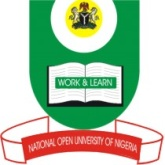 WORK & LEARN
NATIONAL OPEN UNIVERSITY OF NIGERIA